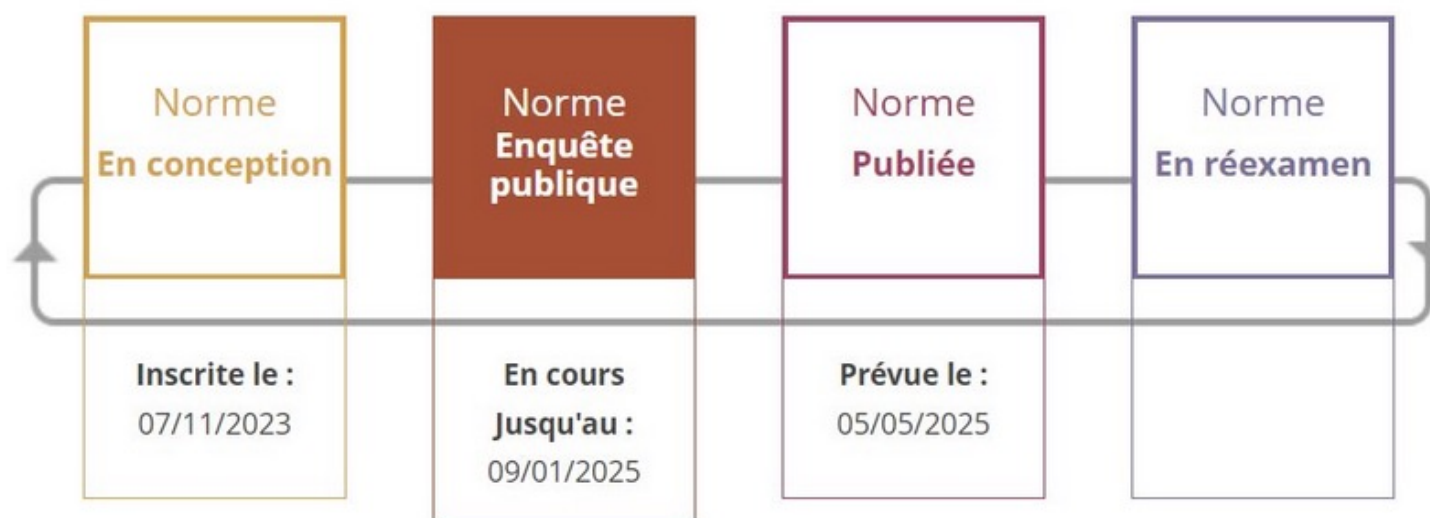 Norme
En conception
Inscrite le :
07/11/2023
Norme
Enquête
publique
En cours
Jusqu'au :
09/01/2025
Norme
Publiée
Prévue le :
05/05/2025
Norme
En réexamen